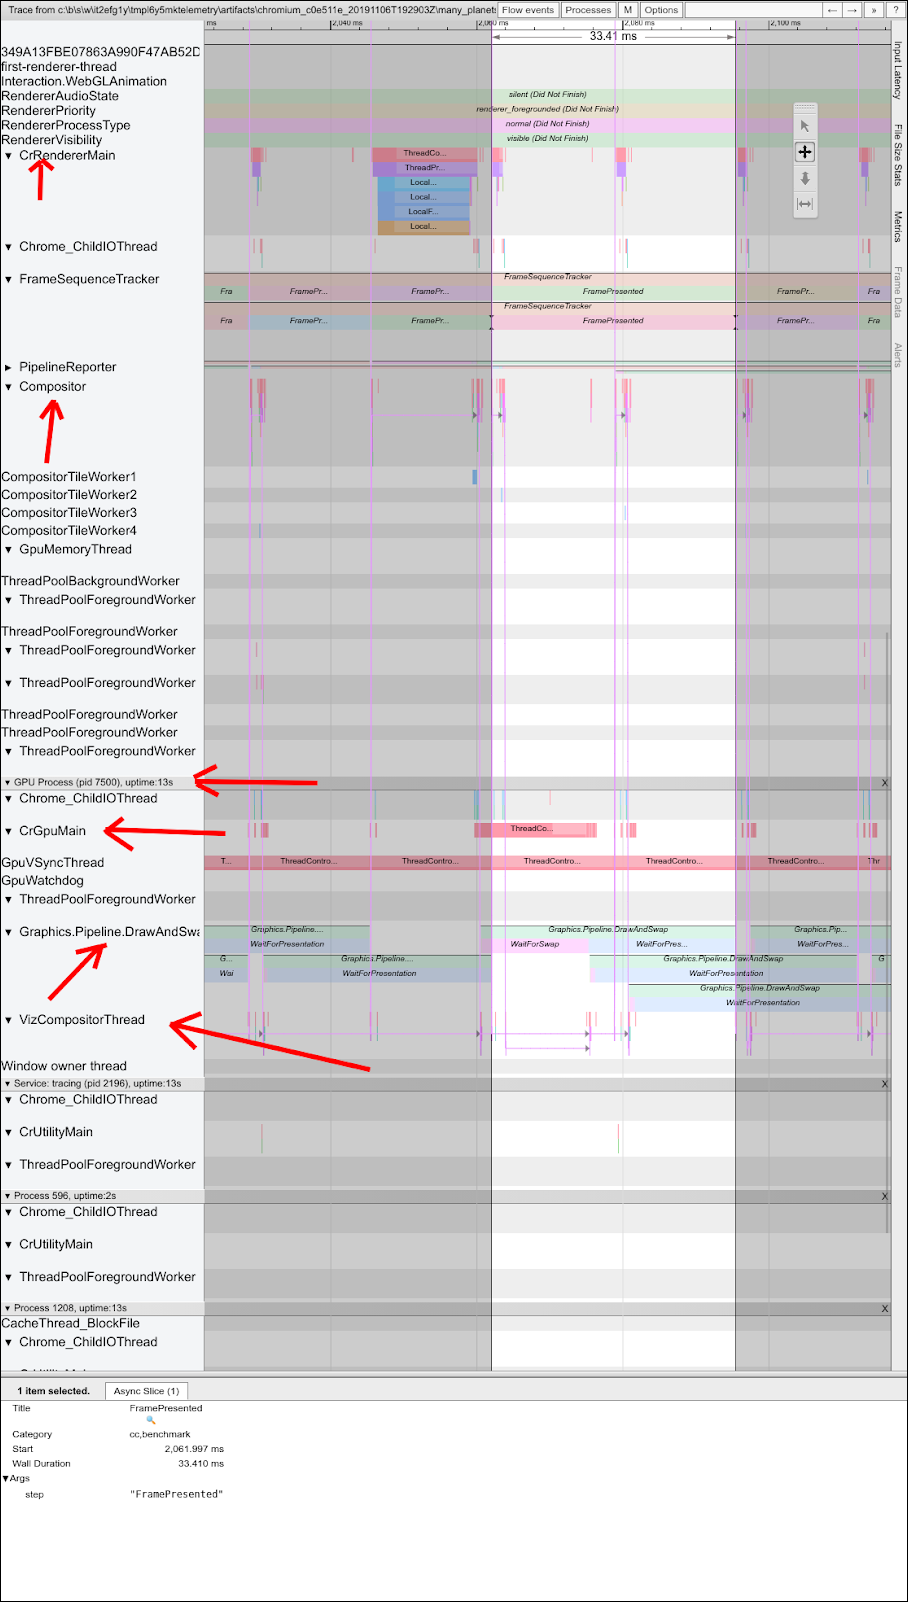 Trace from c:\b\s\w\it2efg1y\tmpl6y5mktelemetry\artifacts\chromium_c0e511e_20191106T192903Z\many_planets
Flow events
Processes
M
Options
←
→
»
?
ms
2,040 ms
2,060 ms
2,080 ms
2,100 ms
33.41 ms
349A13FBE07863A990F47AB52D
first-renderer-thread
Interaction.WebGLAnimation
RendererAudioState
silent (Did Not Finish)
RendererPriority
renderer_foregrounded (Did Not Finish)
RendererProcessType
normal (Did Not Finish)
RendererVisibility
visible (Did Not Finish)
▼ CrRendererMain
ThreadCo...
ThreadPr...
Local...
Local...
LocalF...
Local...
▼ Chrome_ChildIOThread
▼ FrameSequenceTracker
FrameSequenceTracker
Fra FramePr... FramePr... FramePresented FramePr... Fra
FrameSequenceTracker
Fra FramePr... FramePr... FramePresented FramePr... Fra
► PipelineReporter
▼ Compositor
CompositorTileWorker1
CompositorTileWorker2
CompositorTileWorker3
CompositorTileWorker4
▼ GpuMemoryThread
ThreadPoolBackgroundWorker
▼ ThreadPoolForegroundWorker
ThreadPoolForegroundWorker
▼ ThreadPoolForegroundWorker
▼ ThreadPoolForegroundWorker
ThreadPoolForegroundWorker
ThreadPoolForegroundWorker
▼ ThreadPoolForegroundWorker
▼ GPU Process (pid 7500), uptime:13s X
▼ Chrome_ChildIOThread
▼ CrGpuMain
ThreadCo...
GpuVSyncThread
T... ThreadContro... ThreadContro... ThreadContro... ThreadContro... ThreadContro... Thr
GpuWatchdog
▼ ThreadPoolForegroundWorker
▼ Graphics.Pipeline.DrawAndSwa
Graphics.Pipeline.... Graphics.Pipeline.DrawAndSwap Graphics.Pip...
WaitForPresentation WaitForSwap WaitForPres... WaitForPres...
G... Graphics.Pipeline.... Graphics.Pipeline.DrawAndSwap G
Wai WaitForPresentation WaitForPresentation
Graphics.Pipeline.DrawAndSwap
WaitForPresentation
▼ VizCompositorThread
Window owner thread
▼ Service: tracing (pid 2196), uptime:13s X
▼ Chrome_ChildIOThread
▼ CrUtilityMain
▼ ThreadPoolForegroundWorker
▼ Process 596, uptime:2s X
▼ Chrome_ChildIOThread
▼ CrUtilityMain
▼ ThreadPoolForegroundWorker
▼ Process 1208, uptime:13s X
CacheThread_BlockFile
▼ Chrome_ChildIOThread
Input Latency
File Size Stats
Metrics
Frame Data
Alerts
1 item selected.
Async Slice (1)
Title FramePresented
Category cc,benchmark
Start 2,061.997 ms
Wall Duration 33.410 ms
▼Args
step "FramePresented"